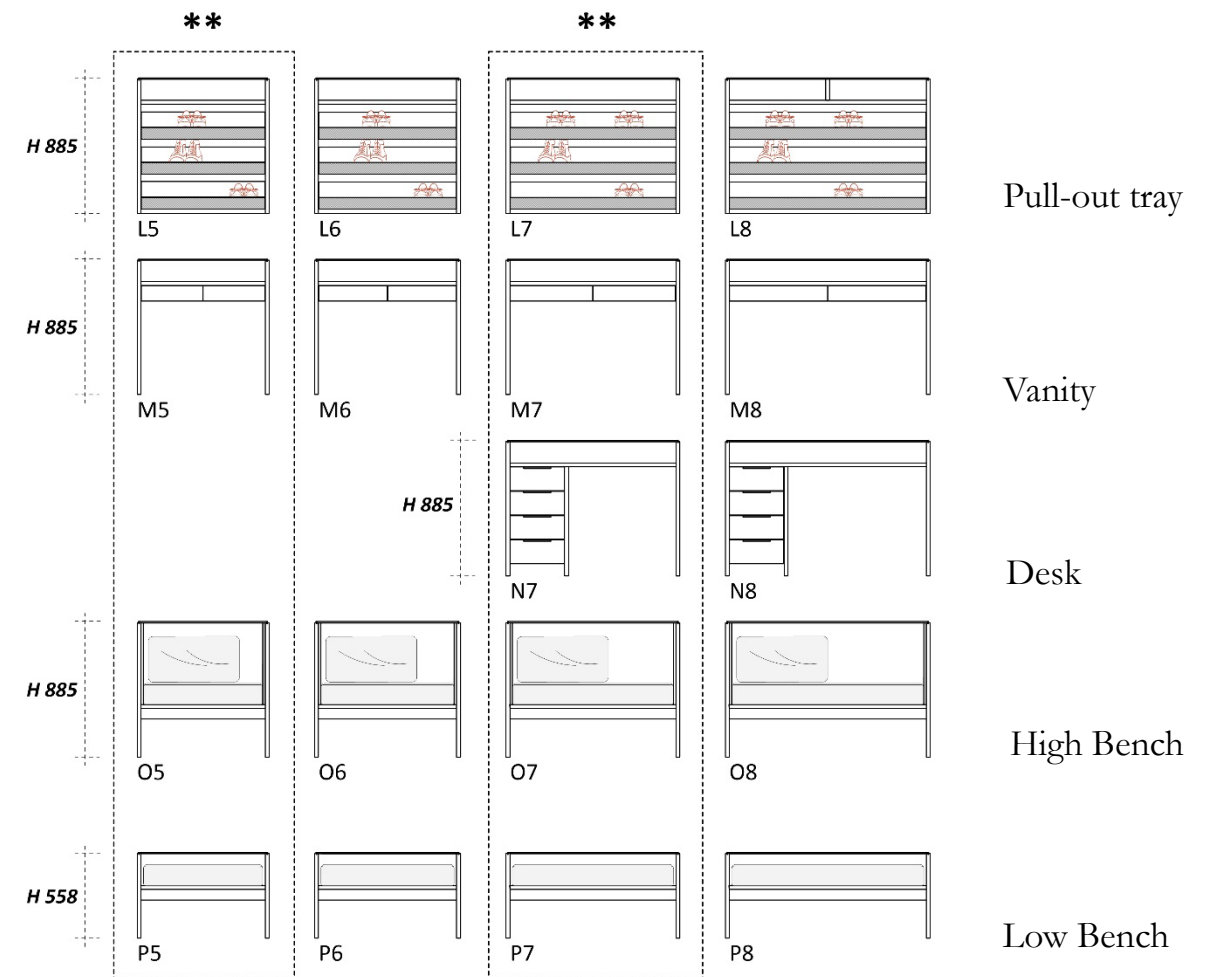 ** **
H 885
L5 L6 L7 L8
Pull-out tray
H 885
M5 M6 M7 M8
Vanity
H 885
N7 N8
Desk
H 885
O5 O6 O7 O8
High Bench
H 558
P5 P6 P7 P8
Low Bench